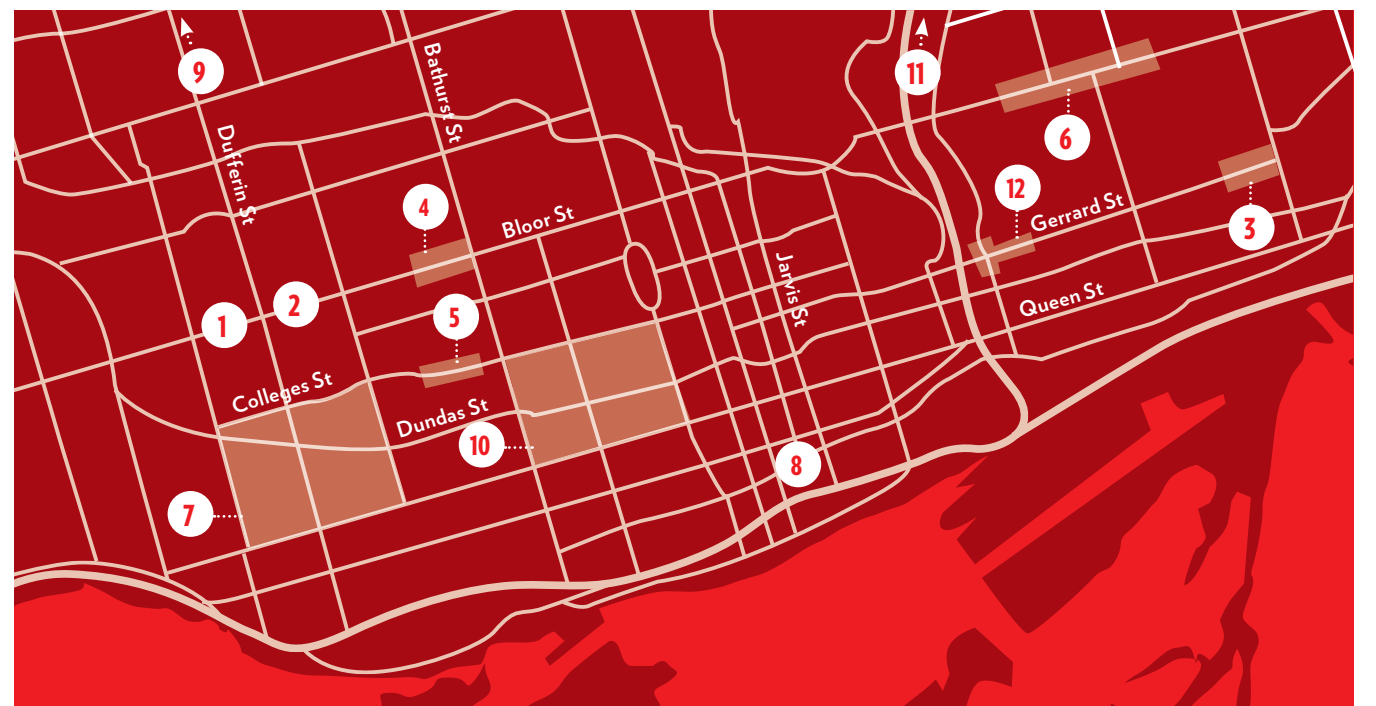 9
11
Bathurst St
6
Dufferin St
12
4
Bloor St
Gerrard St
3
Jarvis St
2
5
1
Queen St
Colleges St
Dundas St
10
8
7